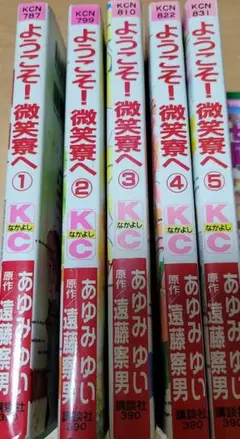 KCN
787
ようこそ!微笑寮へ
①
KC
なかよし
あゆみ ゆい
原作 遠藤察男
講談社
KCN
799
ようこそ!微笑寮へ
②
KC
なかよし
あゆみ ゆい
原作 遠藤察男
講談社
390
KCN
810
ようこそ!微笑寮へ
③
KC
なかよし
あゆみ ゆい
原作 遠藤察男
講談社
390
KCN
822
ようこそ!微笑寮へ
④
KC
なかよし
あゆみ ゆい
原作 遠藤察男
講談社
390
KCN
831
ようこそ!微笑寮へ
⑤
KC
なかよし
あゆみ ゆい
原作 遠藤察男
講談社
390